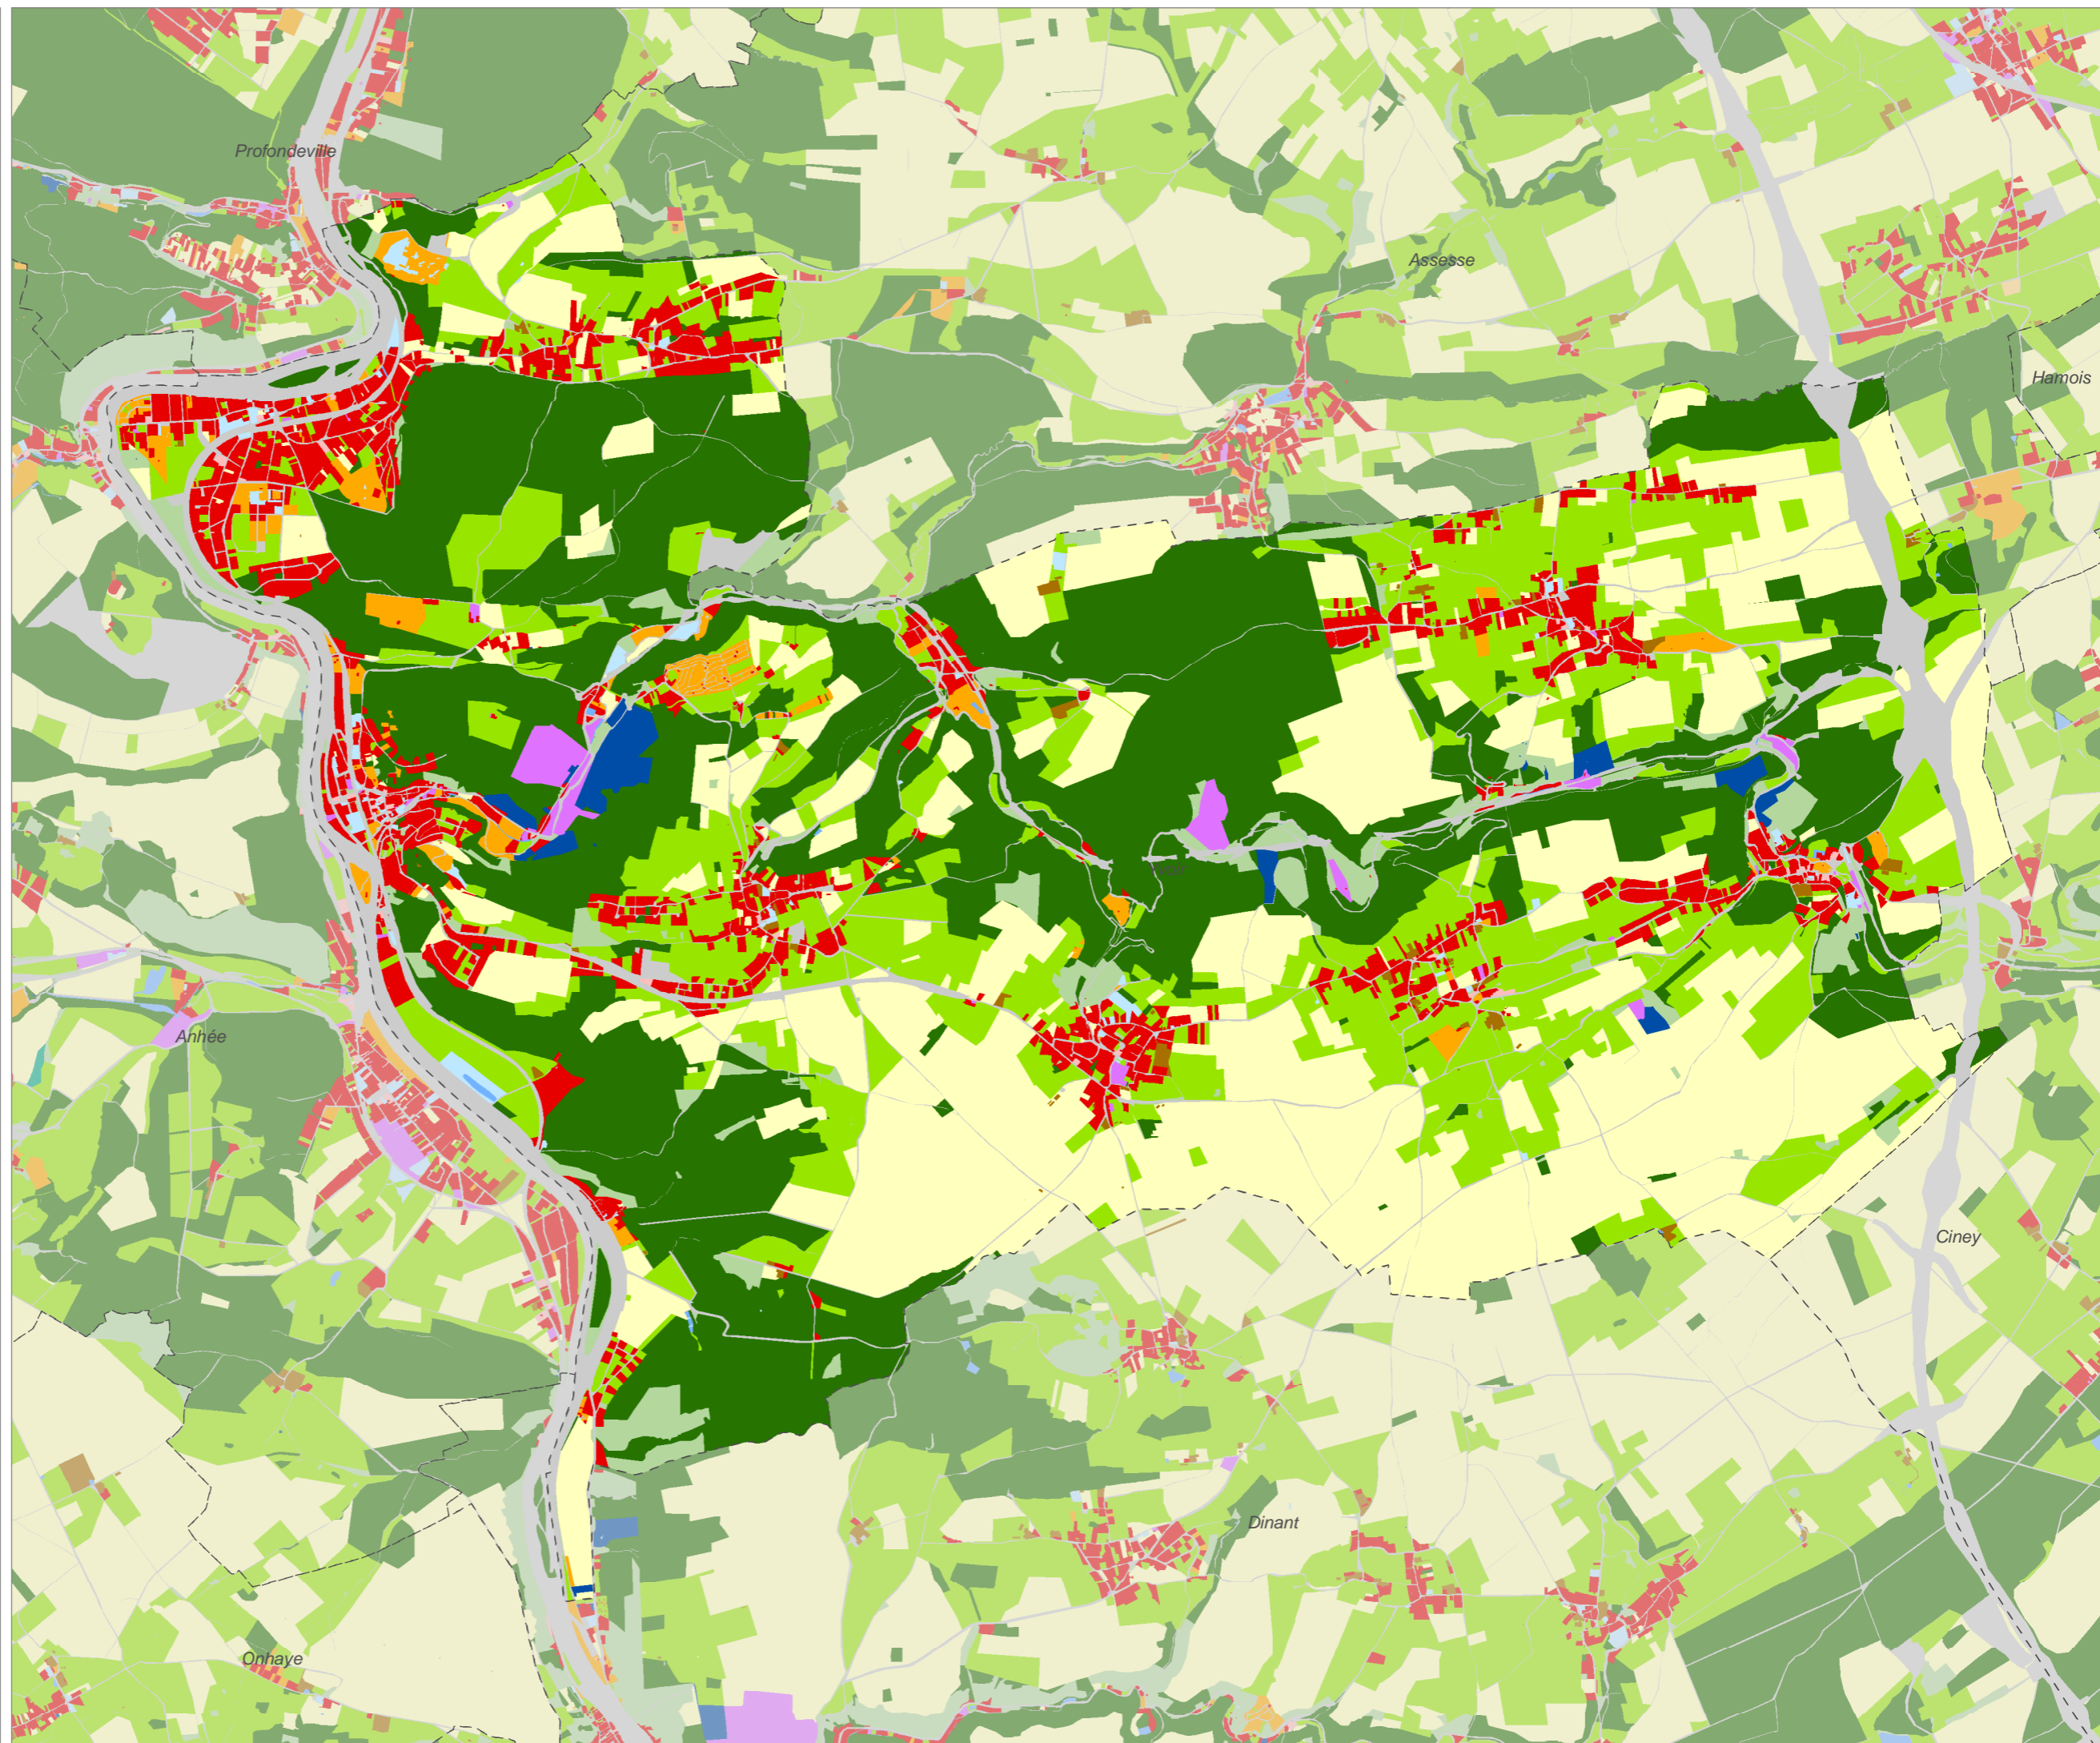 Profondeville
Assesse
Hamois
Anhée
Ciney
Dinant
Onhaye